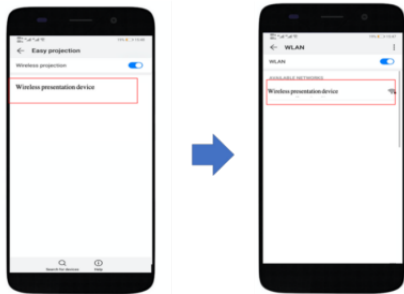 Easy projection
Wireless projection
Wireless presentation device
Search for devices
Help
WLAN
WLAN
AVAILABLE NETWORKS
Wireless presentation device